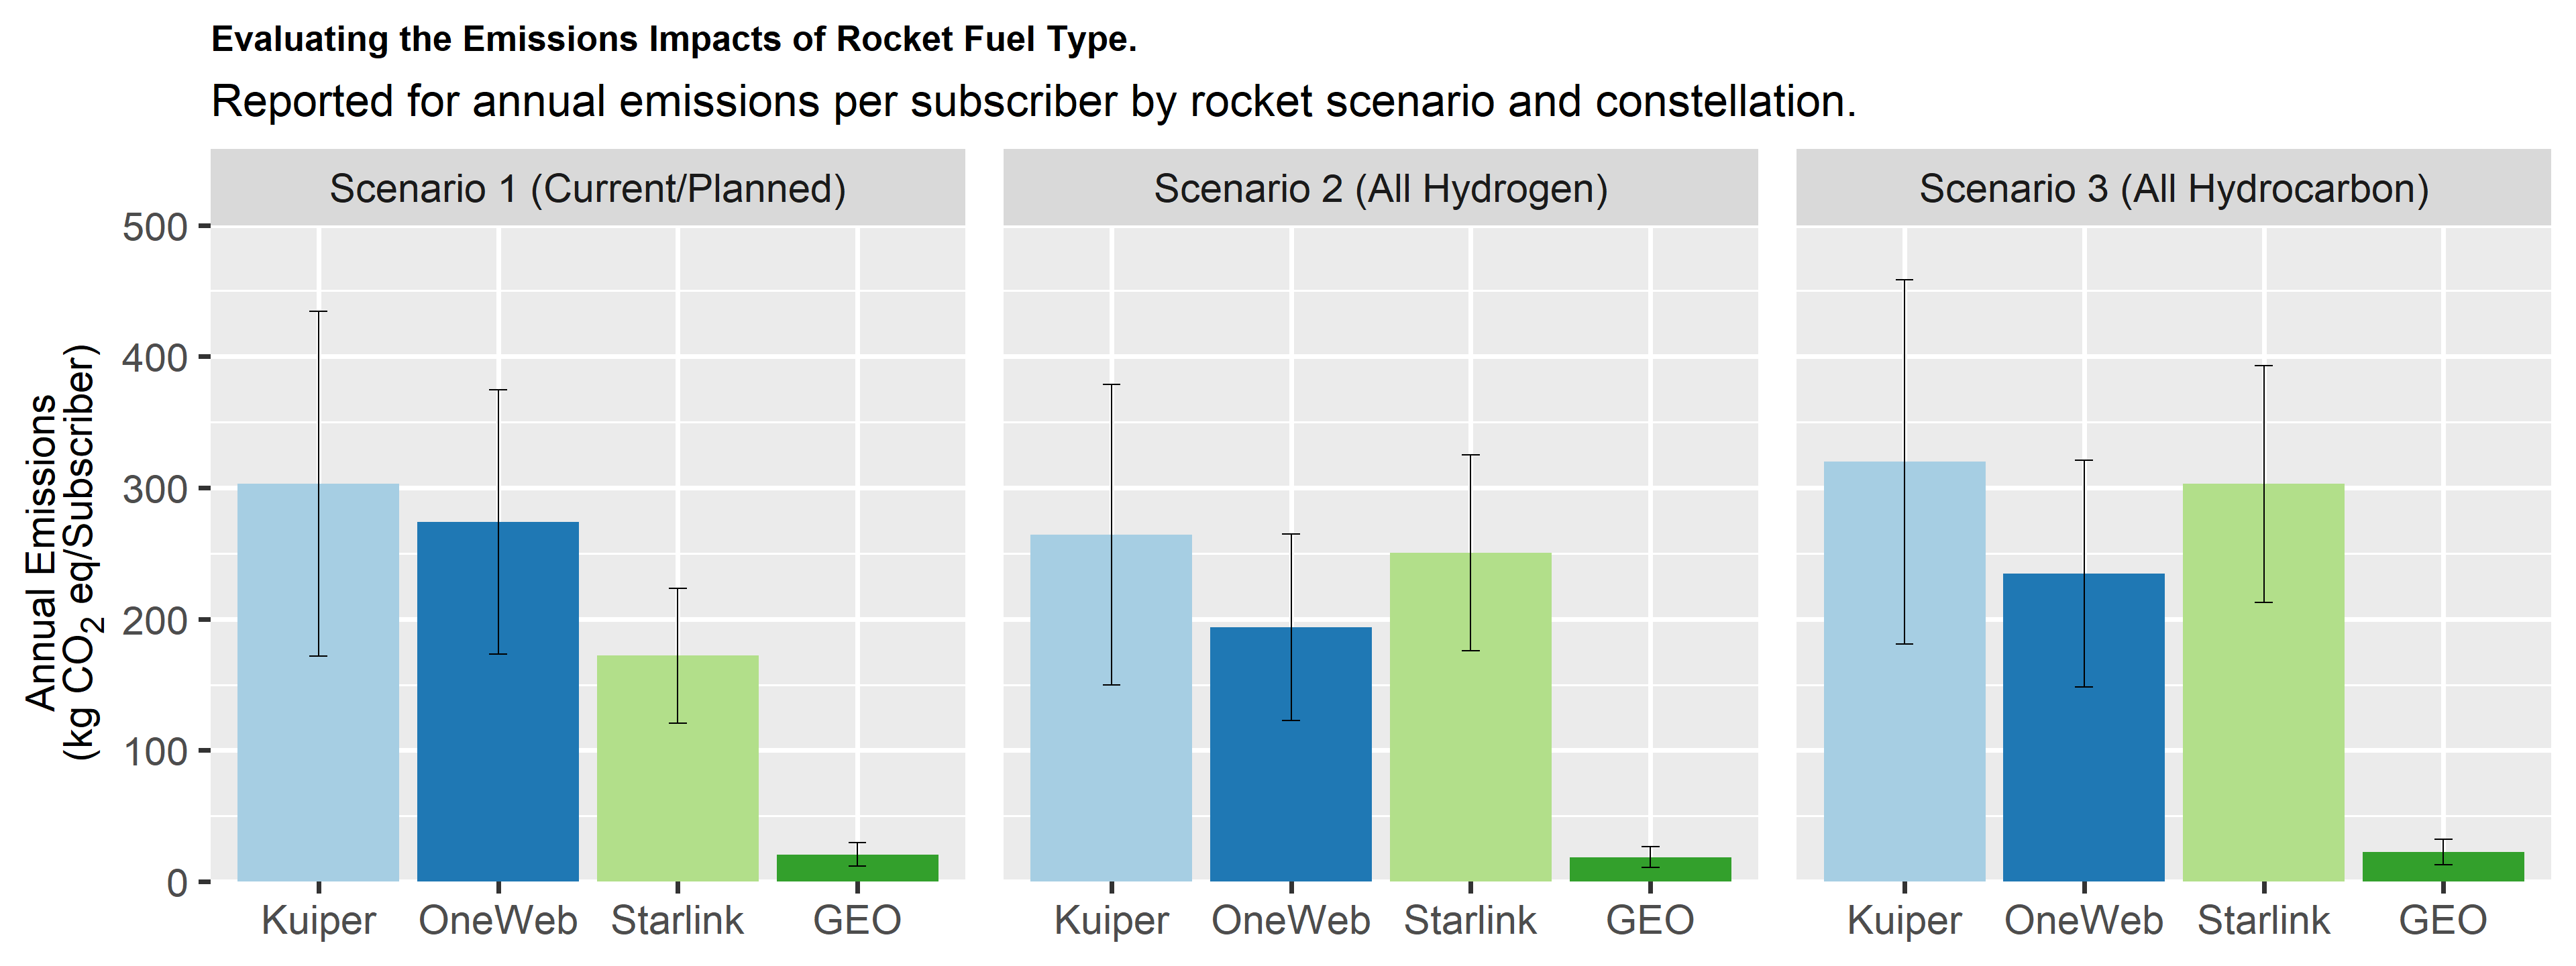 Evaluating the Emissions Impacts of Rocket Fuel Type.
Reported for annual emissions per subscriber by rocket scenario and constellation.
Scenario 1 (Current/Planned)
Scenario 2 (All Hydrogen)
Scenario 3 (All Hydrocarbon)
Annual Emissions
(kg CO₂ eq/Subscriber)
500
400
300
200
100
0
Kuiper OneWeb Starlink GEO
Kuiper OneWeb Starlink GEO
Kuiper OneWeb Starlink GEO